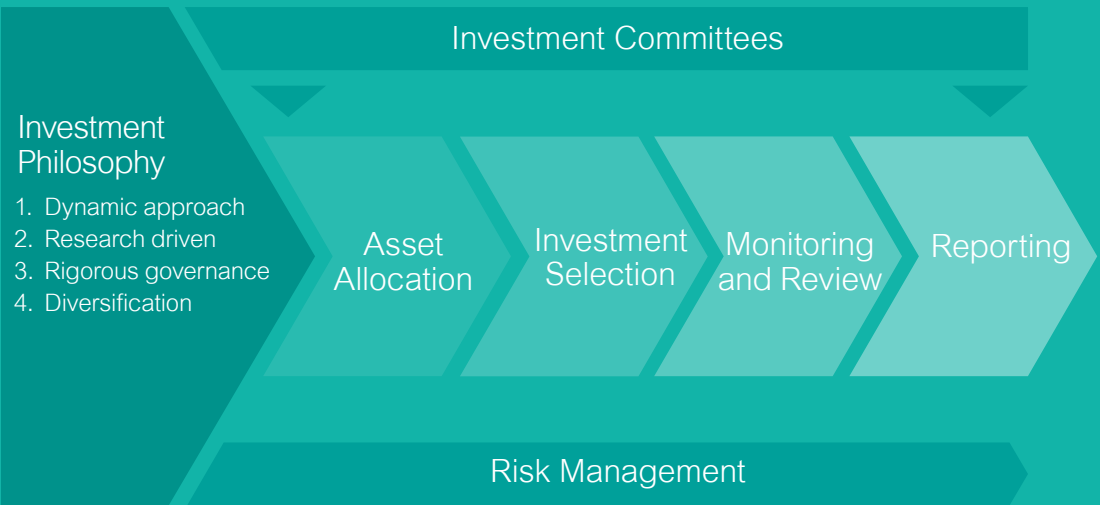 Investment Committees
Investment
Philosophy
1. Dynamic approach
2. Research driven
3. Rigorous governance
4. Diversification
Asset
Allocation
Investment
Selection
Monitoring
and Review
Reporting
Risk Management